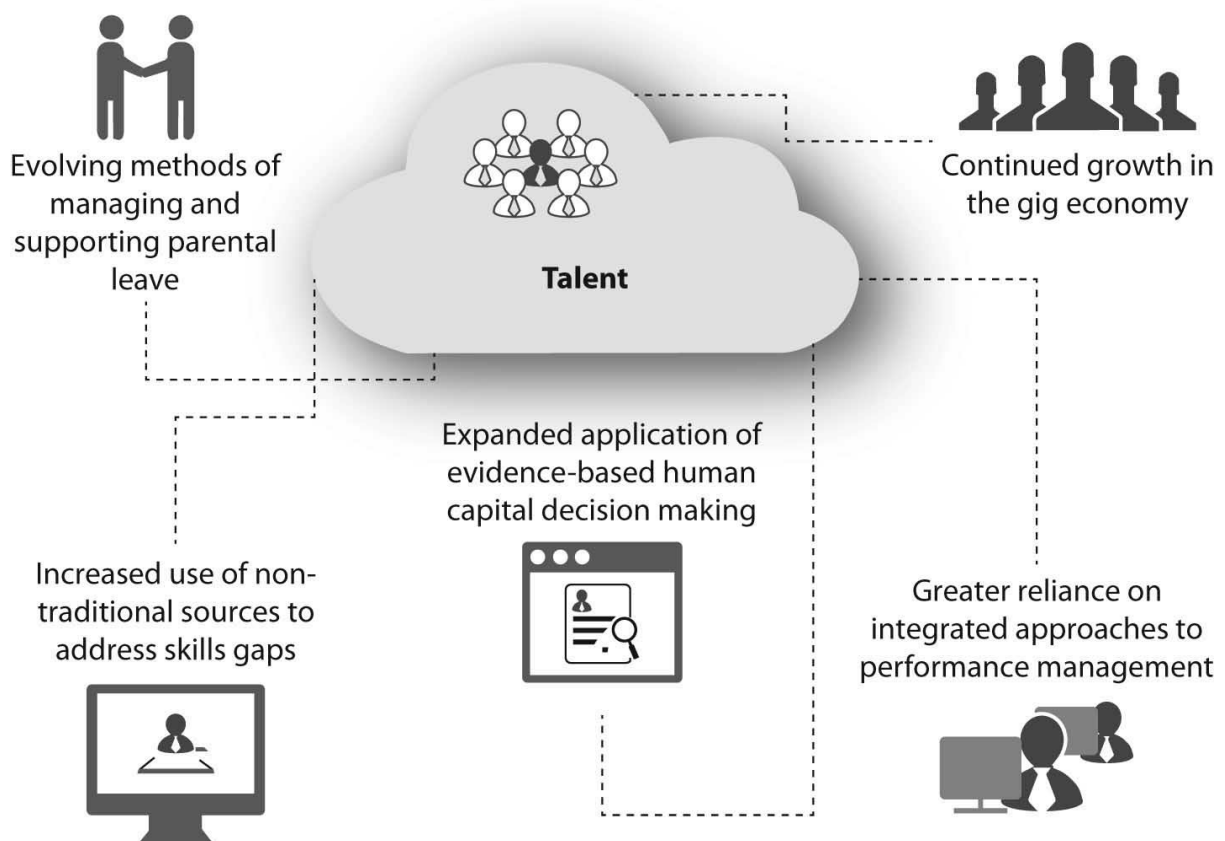 Evolving methods of
managing and
supporting parental
leave
Talent
Continued growth in
the gig economy
Increased use of non-
traditional sources to
address skills gaps
Expanded application of
evidence-based human
capital decision making
Greater reliance on
integrated approaches to
performance management